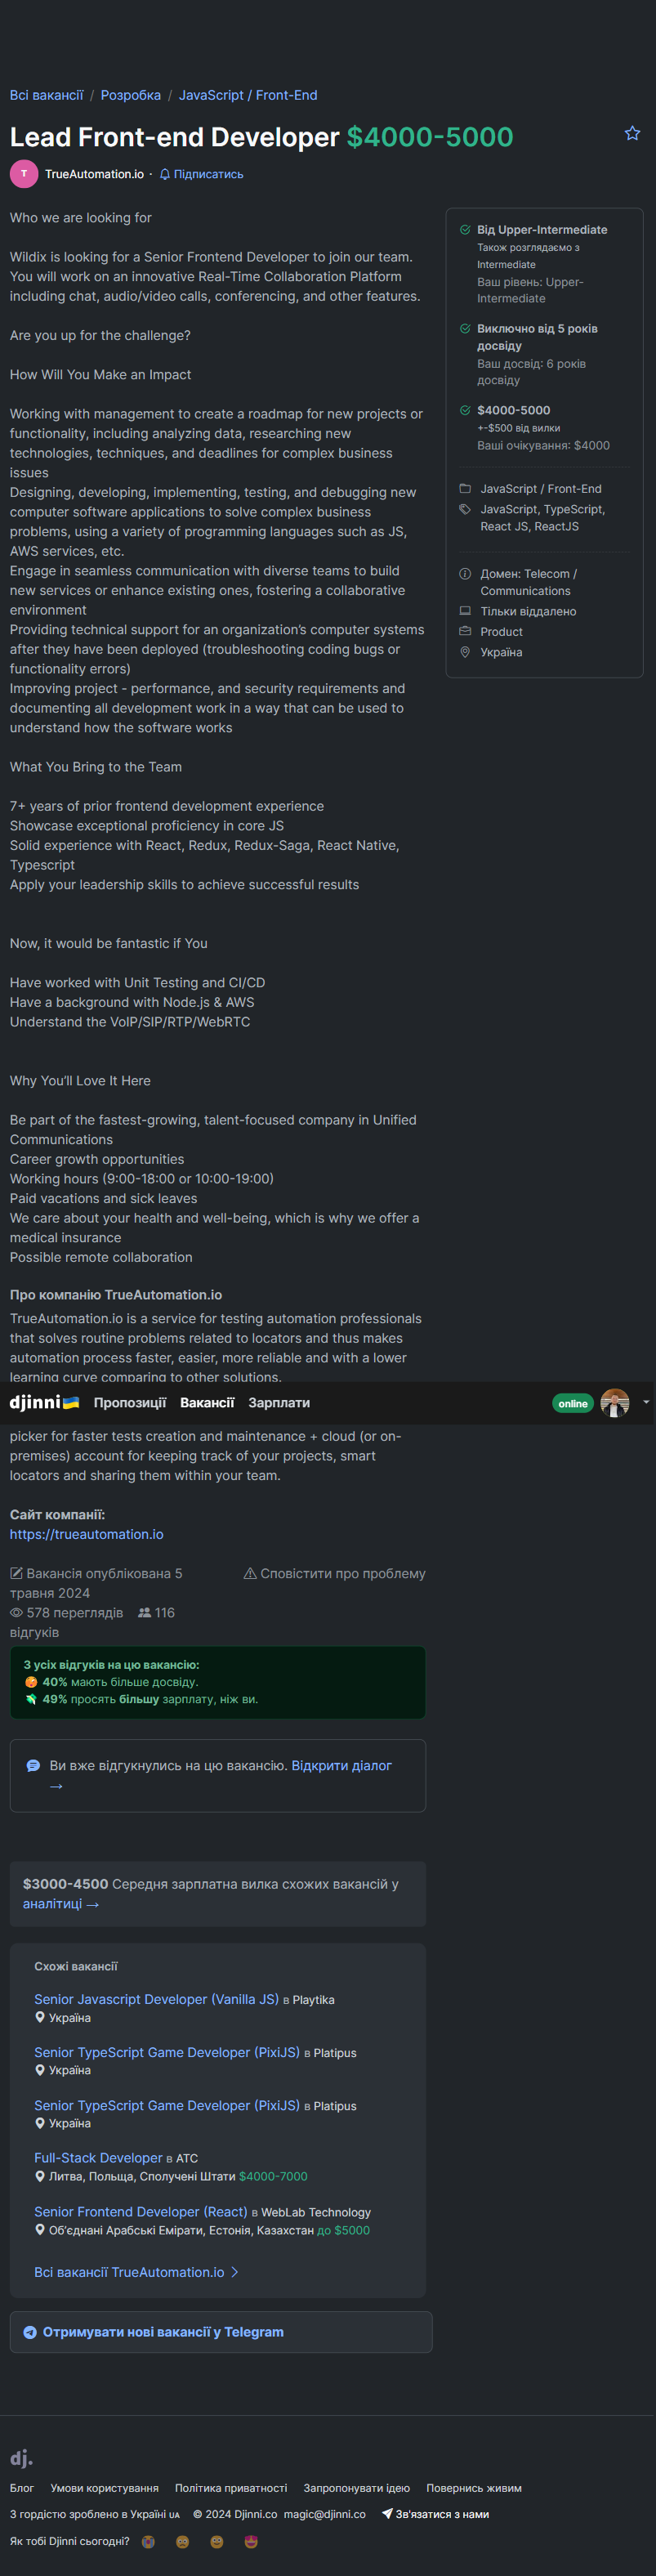 Всі вакансії / Розробка / JavaScript / Front-End
Lead Front-end Developer $4000-5000
T TrueAutomation.io · Підписатись
Who we are looking for
Wildix is looking for a Senior Frontend Developer to join our team.
You will work on an innovative Real-Time Collaboration Platform
including chat, audio/video calls, conferencing, and other features.
Are you up for the challenge?
How Will You Make an Impact
Working with management to create a roadmap for new projects or
functionality, including analyzing data, researching new
technologies, techniques, and deadlines for complex business
issues
Designing, developing, implementing, testing, and debugging new
computer software applications to solve complex business
problems, using a variety of programming languages such as JS,
AWS services, etc.
Engage in seamless communication with diverse teams to build
new services or enhance existing ones, fostering a collaborative
environment
Providing technical support for an organization’s computer systems
after they have been deployed (troubleshooting coding bugs or
functionality errors)
Improving project - performance, and security requirements and
documenting all development work in a way that can be used to
understand how the software works
What You Bring to the Team
7+ years of prior frontend development experience
Showcase exceptional proficiency in core JS
Solid experience with React, Redux, Redux-Saga, React Native,
Typescript
Apply your leadership skills to achieve successful results
Now, it would be fantastic if You
Have worked with Unit Testing and CI/CD
Have a background with Node.js & AWS
Understand the VoIP/SIP/RTP/WebRTC
Why You’ll Love It Here
Be part of the fastest-growing, talent-focused company in Unified
Communications
Career growth opportunities
Working hours (9:00-18:00 or 10:00-19:00)
Paid vacations and sick leaves
We care about your health and well-being, which is why we offer a
medical insurance
Possible remote collaboration
Від Upper-Intermediate
Також розглядаємо з
Intermediate
Ваш рівень: Upper-
Intermediate
Виключно від 5 років
досвіду
Ваш досвід: 6 років
досвіду
$4000-5000
+-$500 від вилки
Ваші очікування: $4000
JavaScript / Front-End
JavaScript, TypeScript,
React JS, ReactJS
Домен: Telecom /
Communications
Тільки віддалено
Product
Україна
Про компанію TrueAutomation.io
TrueAutomation.io is a service for testing automation professionals
that solves routine problems related to locators and thus makes
automation process faster, easier, more reliable and with a lower
learning curve comparing to other solutions.
djinni Пропозиції Вакансії Зарплати online
picker for faster tests creation and maintenance + cloud (or on-
premises) account for keeping track of your projects, smart
locators and sharing them within your team.
Сайт компанії:
https://trueautomation.io
Вакансія опублікована 5
травня 2024
578 переглядів 116
відгуків
Сповістити про проблему
З усіх відгуків на цю вакансію:
40% мають більше досвіду.
49% просять більшу зарплату, ніж ви.
Ви вже відгукнулись на цю вакансію. Відкрити діалог
→
$3000-4500 Середня зарплатна вилка схожих вакансій у
аналітиці →
Схожі вакансії
Senior Javascript Developer (Vanilla JS) в Playtika
Україна
Senior TypeScript Game Developer (PixiJS) в Platipus
Україна
Senior TypeScript Game Developer (PixiJS) в Platipus
Україна
Full-Stack Developer в ATC
Литва, Польща, Сполучені Штати $4000-7000
Senior Frontend Developer (React) в WebLab Technology
Об’єднані Арабські Емірати, Естонія, Казахстан до $5000
Всі вакансії TrueAutomation.io
Отримувати нові вакансії у Telegram
dj.
Блог Умови користування Політика приватності Запропонувати ідею Повернись живим
З гордістю зроблено в Україні UA © 2024 Djinni.co magic@djinni.co Зв'язатися з нами
Як тобі Djinni сьогодні?